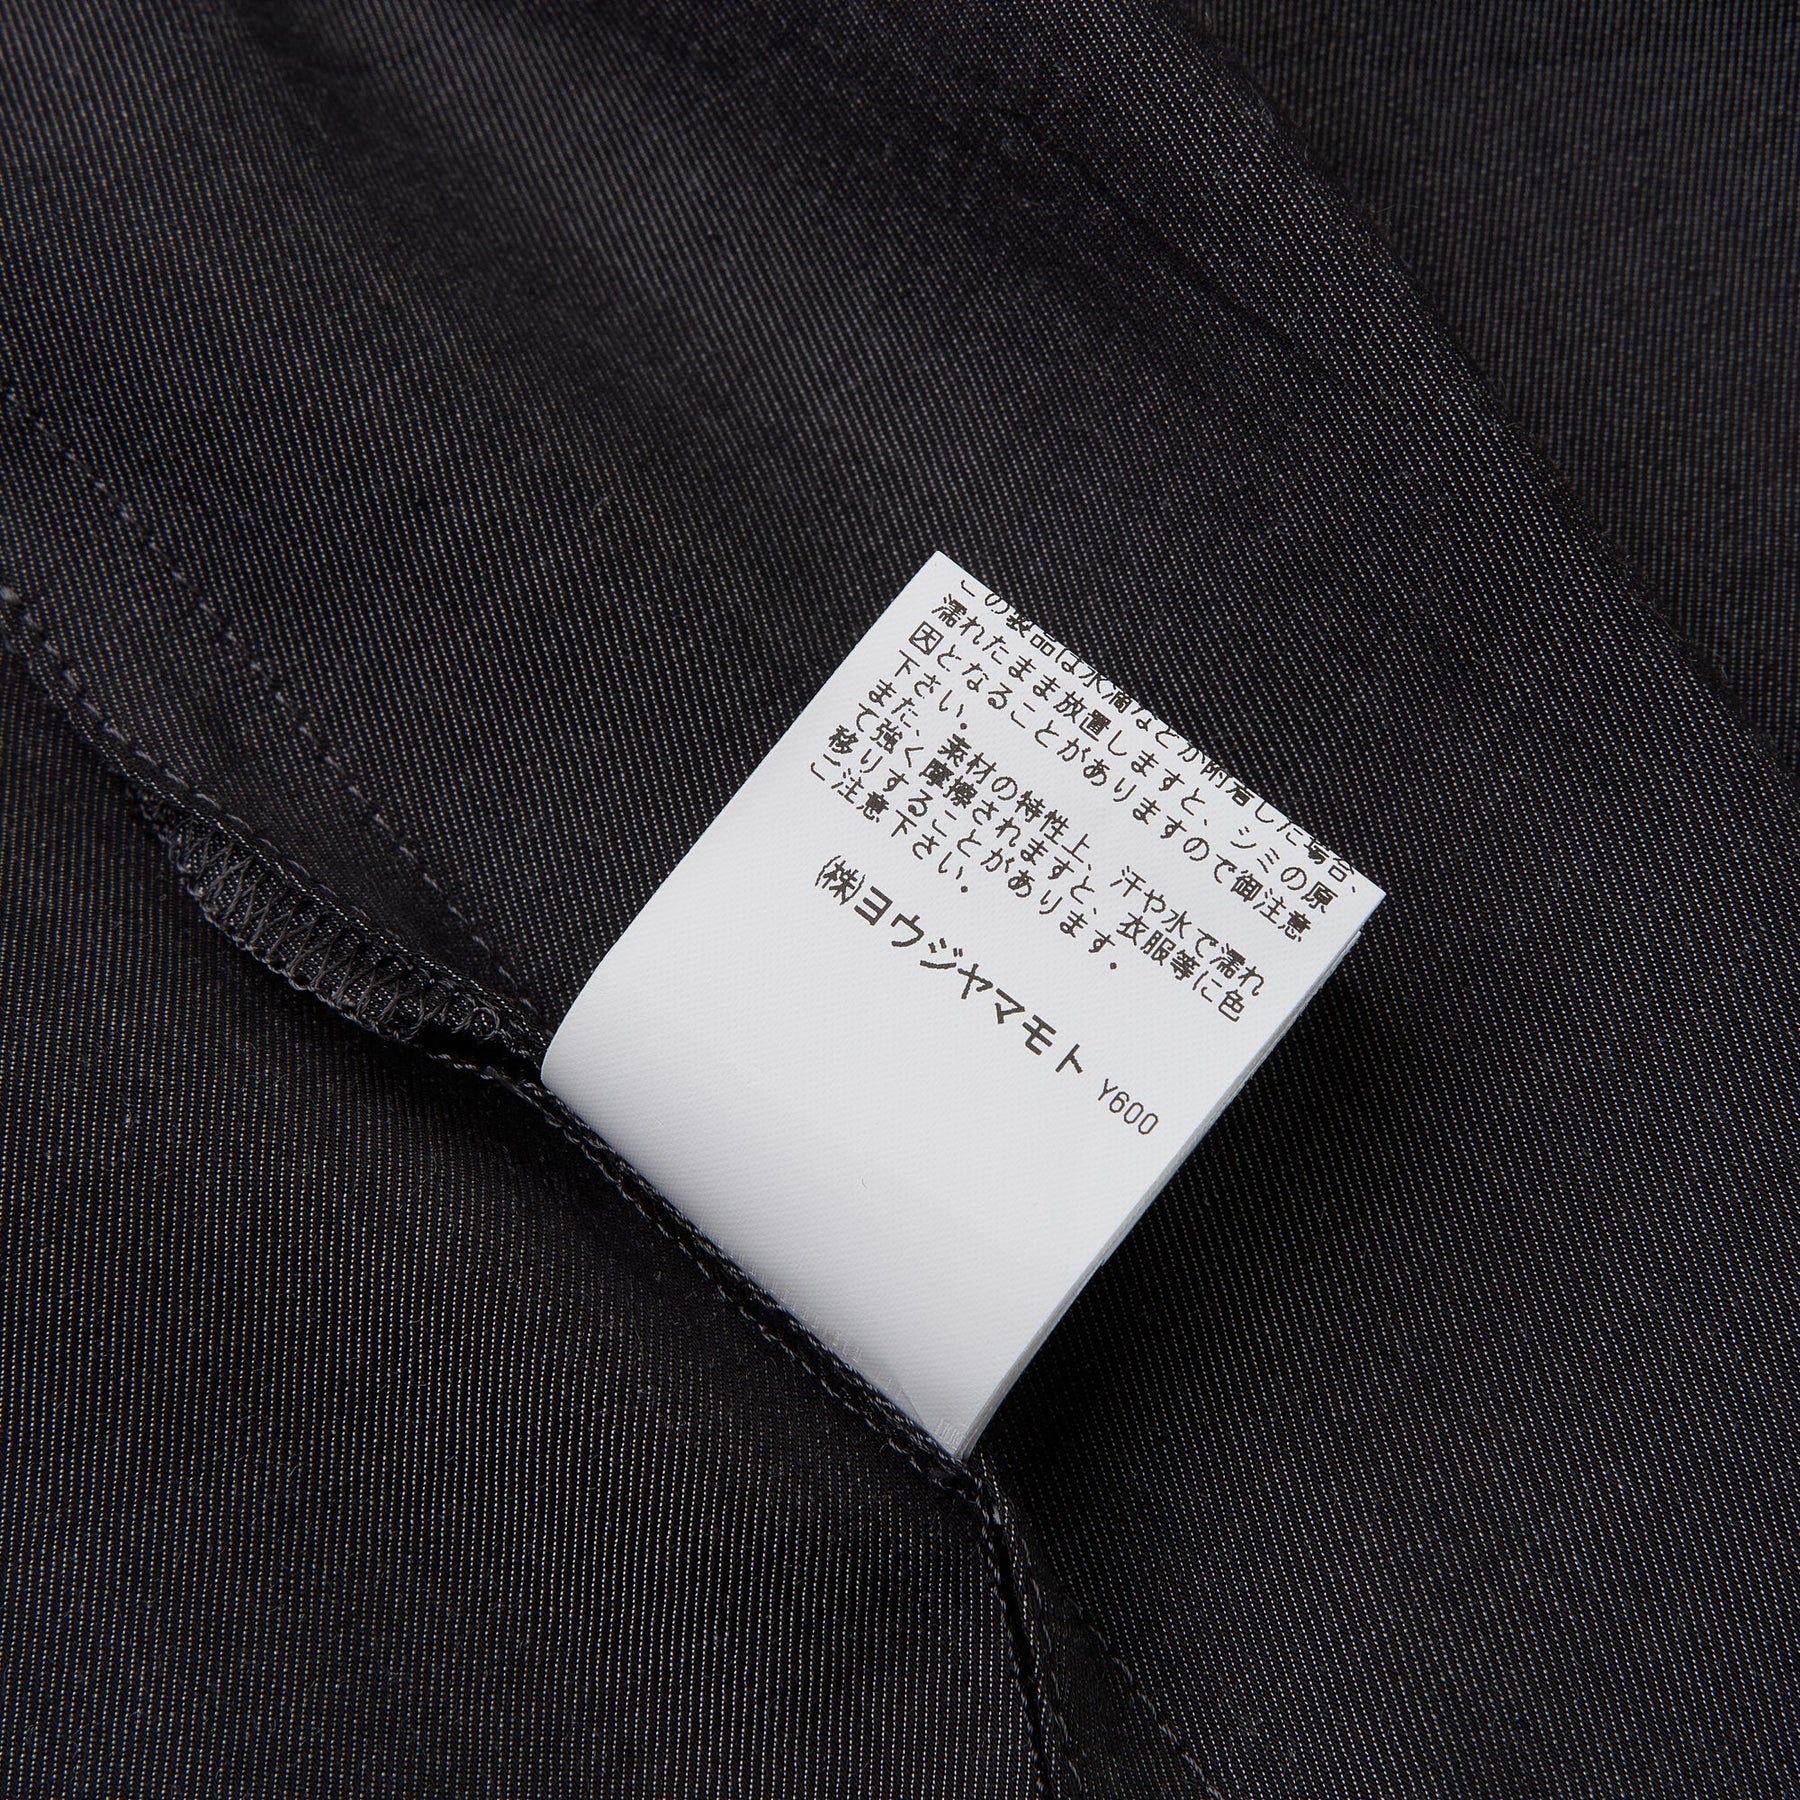 この製品は水滴などが附着した場合、
濡れたまま放置しますと、シミの原
因となることがありますので御注意
下さい。
また、素材の特性上、汗や水で濡れ
て強く摩擦されますと、衣服等に色
移りすることがあります。
ご注意下さい。
(株)ヨウジヤマモト Y600